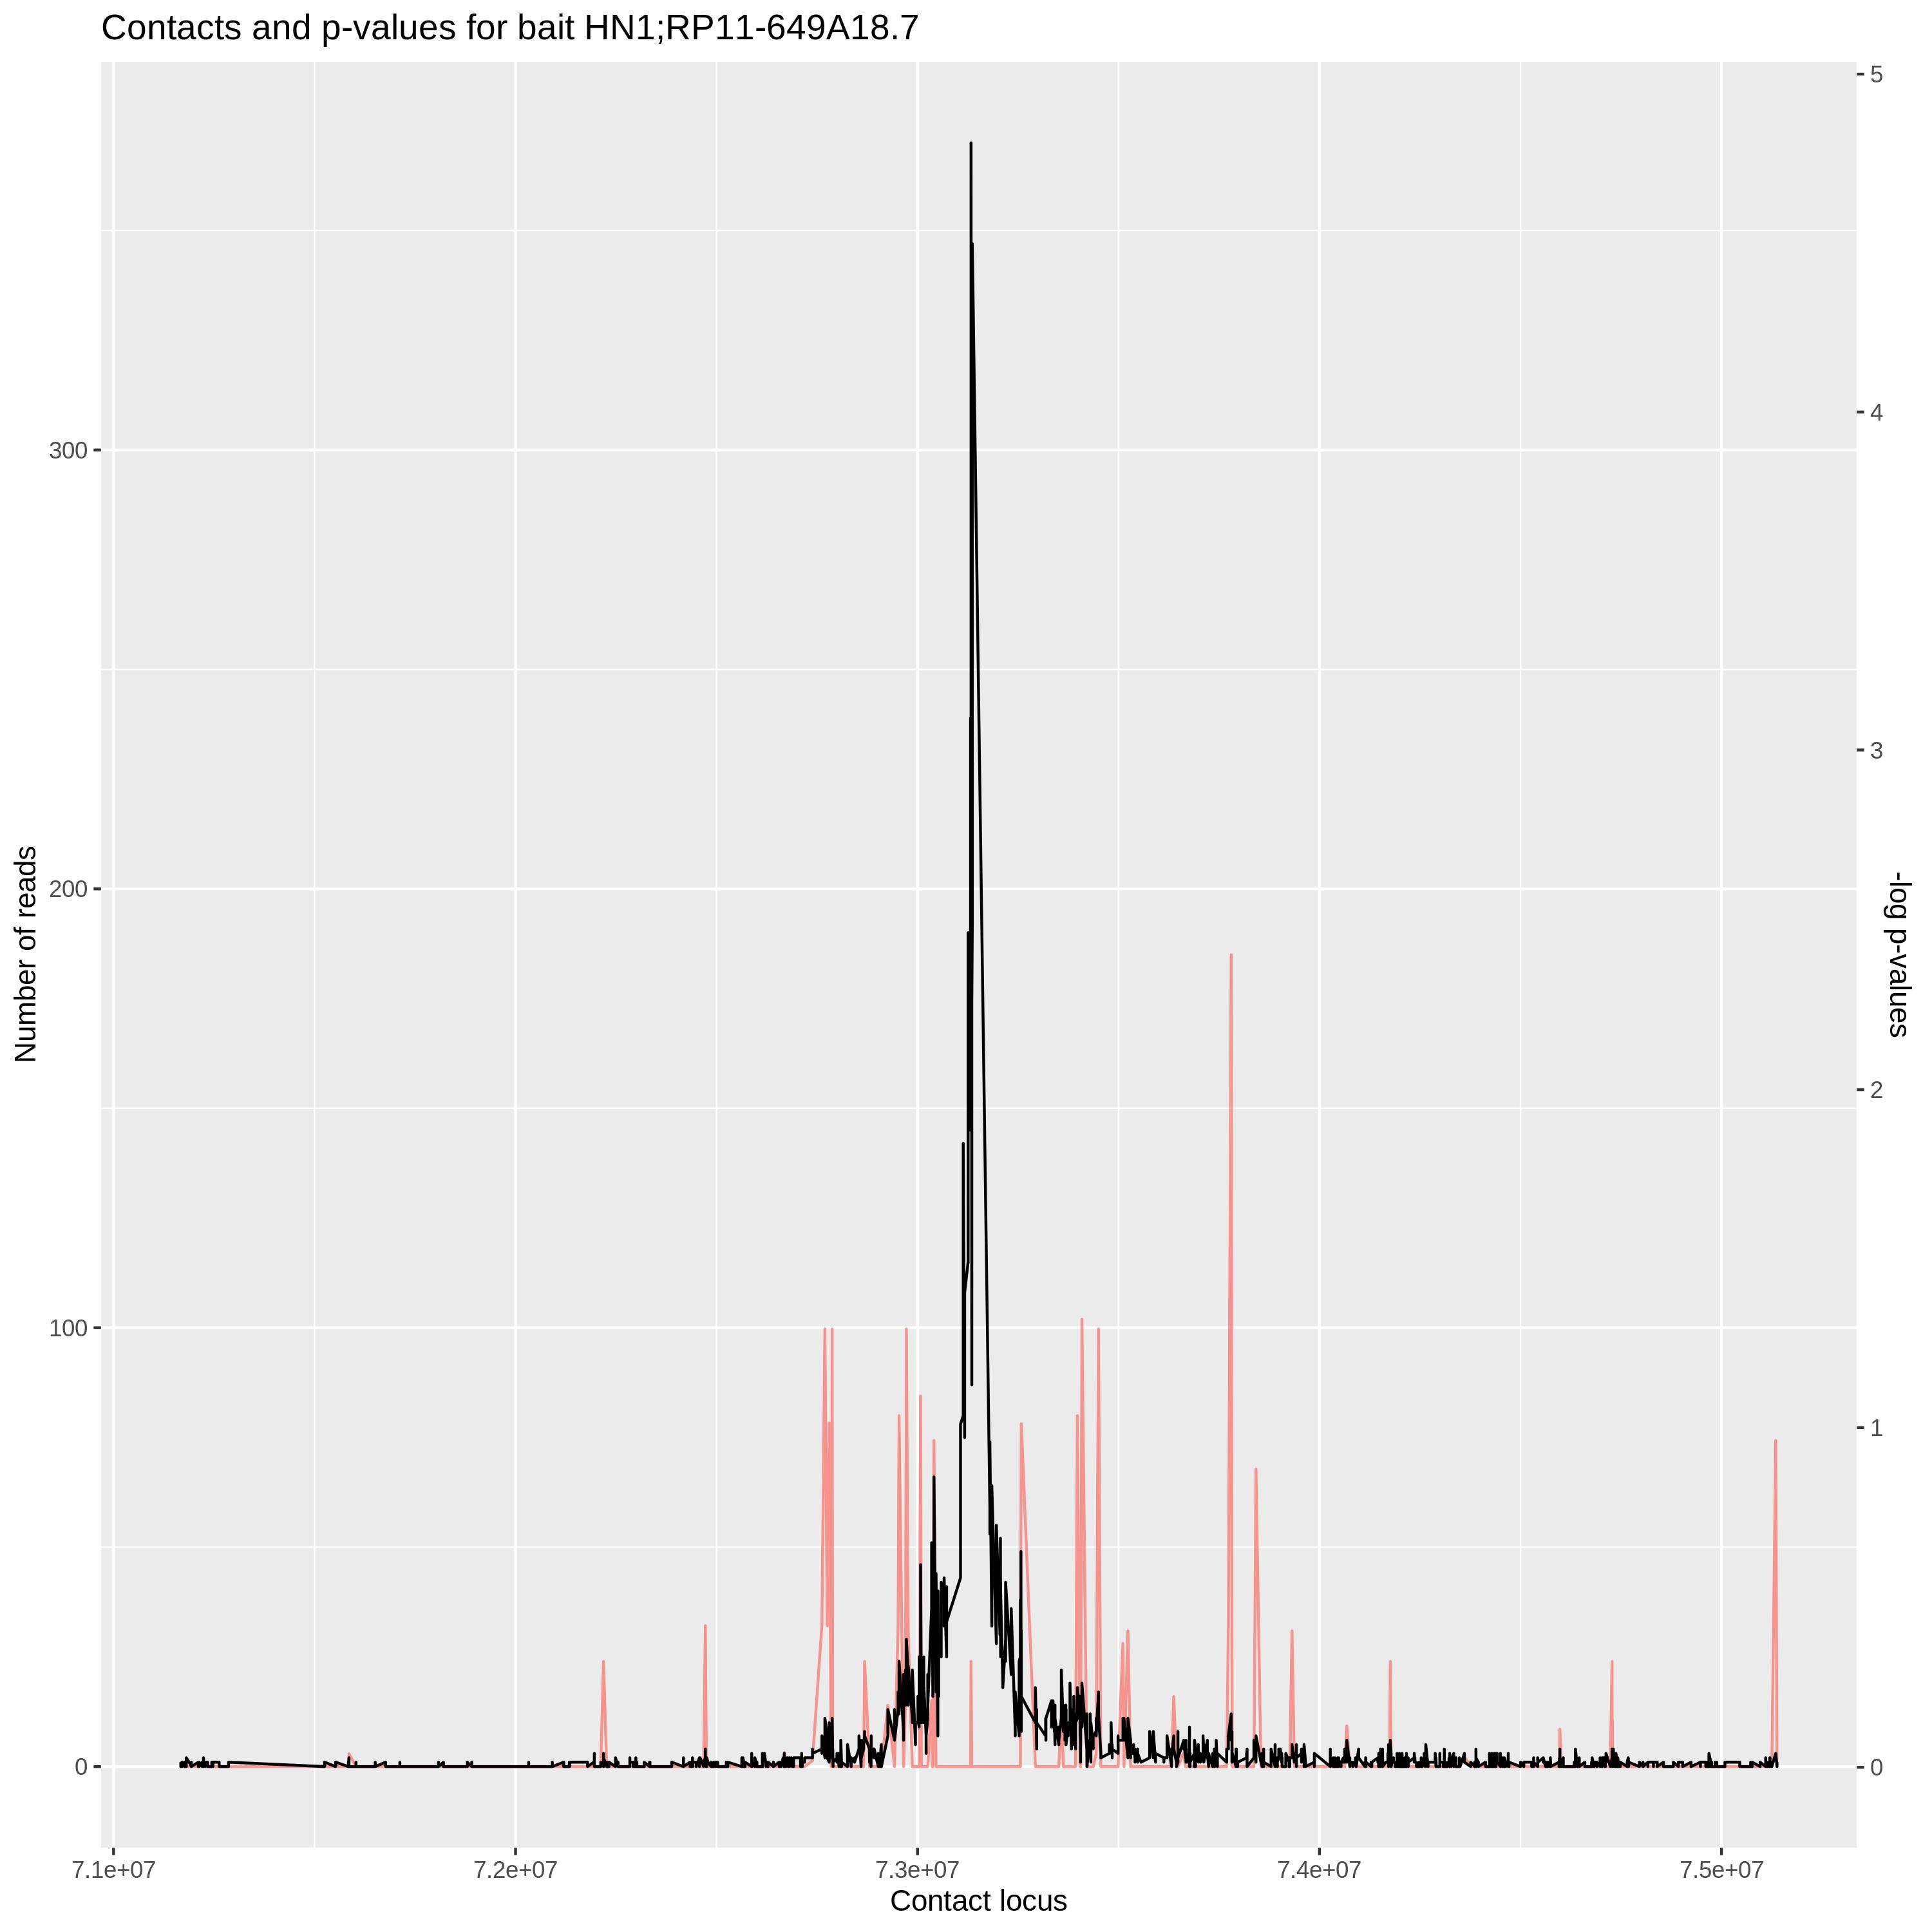 Contacts and p-values for bait HN1;RP11-649A18.7
Number of reads
300
200
100
0
5
4
3
2
1
0
-log p-values
7.1e+07 7.2e+07 7.3e+07 7.4e+07 7.5e+07
Contact locus